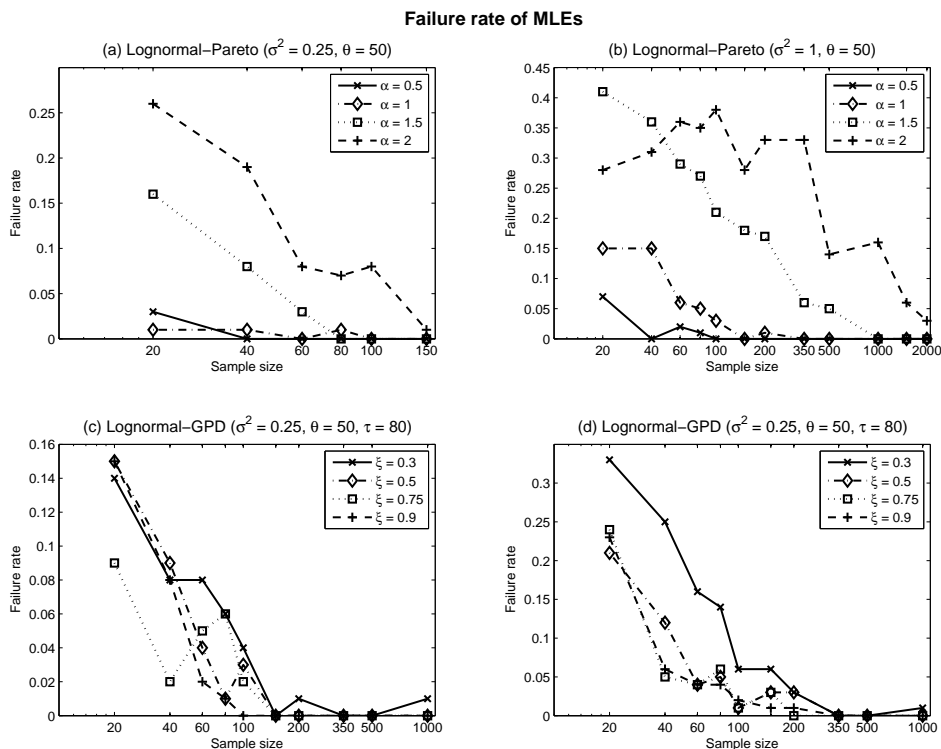 Failure rate of MLEs
(a) Lognormal−Pareto (σ² = 0.25, θ = 50)
0.25
0.2
0.15
0.1
0.05
0
Failure rate
20 40 60 80 100 150
Sample size
α = 0.5
α = 1
α = 1.5
α = 2
(b) Lognormal−Pareto (σ² = 1, θ = 50)
0.45
0.4
0.35
0.3
0.25
0.2
0.15
0.1
0.05
0
Failure rate
20 40 60 100 200 350 500 1000 2000
Sample size
α = 0.5
α = 1
α = 1.5
α = 2
(c) Lognormal−GPD (σ² = 0.25, θ = 50, τ = 80)
0.16
0.14
0.12
0.1
0.08
0.06
0.04
0.02
0
Failure rate
20 40 60 100 200 350 500 1000
Sample size
ξ = 0.3
ξ = 0.5
ξ = 0.75
ξ = 0.9
(d) Lognormal−GPD (σ² = 0.25, θ = 50, τ = 80)
0.3
0.25
0.2
0.15
0.1
0.05
0
Failure rate
20 40 60 100 200 350 500 1000
Sample size
ξ = 0.3
ξ = 0.5
ξ = 0.75
ξ = 0.9